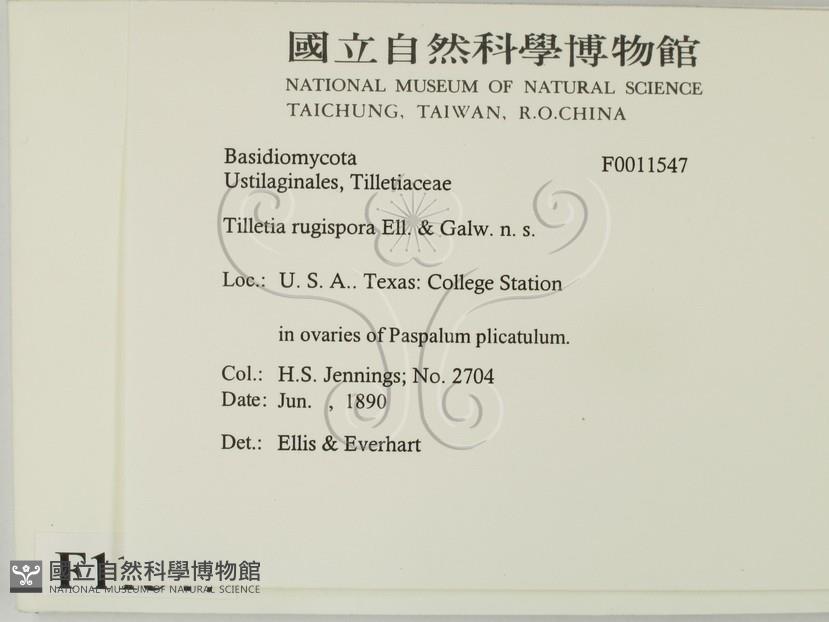 國立自然科學博物館
NATIONAL MUSEUM OF NATURAL SCIENCE
TAICHUNG, TAIWAN, R.O.CHINA
Basidiomycota F0011547
Ustilaginales, Tilletiaceae
Tilletia rugispora Ell. & Galw. n. s.
Loc.: U. S. A.. Texas: College Station
in ovaries of Paspalum plicatulum.
Col.: H.S. Jennings; No. 2704
Date: Jun. , 1890
Det.: Ellis & Everhart
國立自然科學博物館
NATIONAL MUSEUM OF NATURAL SCIENCE